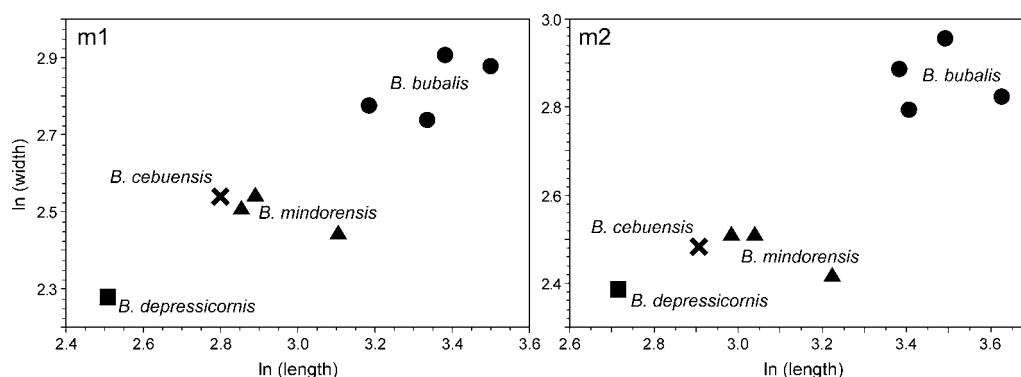 m1
2.9
2.7
2.5
2.3
ln (width)
B. bubalis
B. cebuensis
B. mindorensis
B. depressicornis
2.4 2.6 2.8 3.0 3.2 3.4 3.6
ln (length)
m2
3.0
2.8
2.6
2.4
B. bubalis
B. cebuensis
B. mindorensis
B. depressicornis
2.6 2.8 3.0 3.2 3.4 3.6
ln (length)